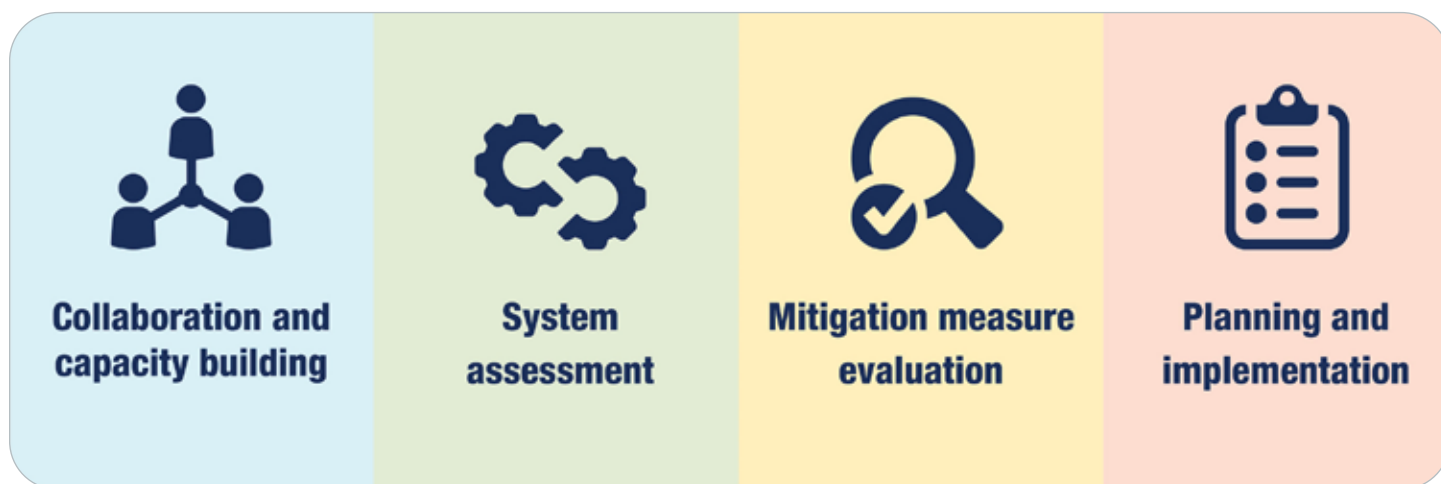 Collaboration and
capacity building
System
assessment
Mitigation measure
evaluation
Planning and
implementation